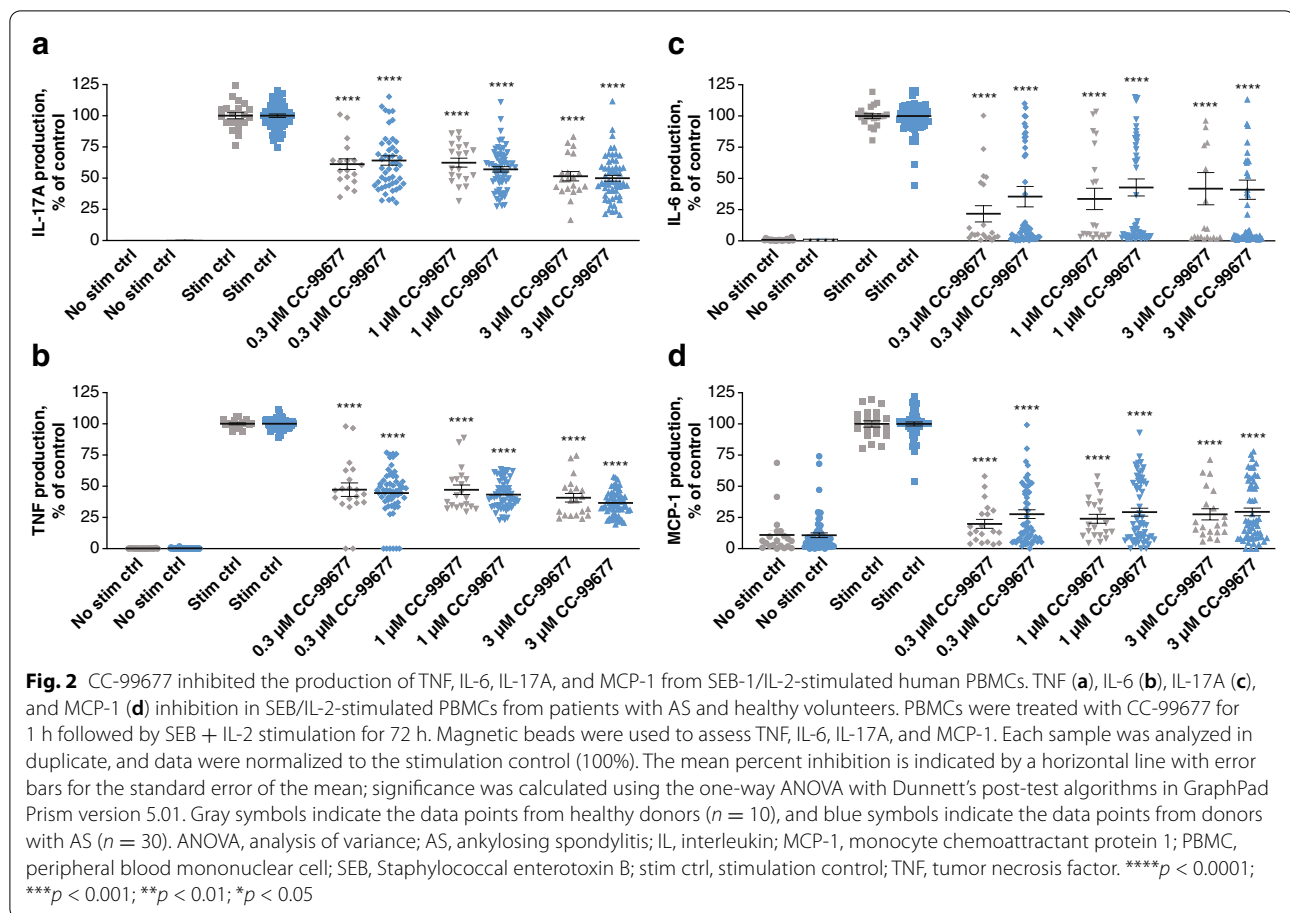 a
IL-17A production,
% of control
125
100
75
50
25
0
**** **** **** **** **** ****
No stim ctrl
No stim ctrl
Stim ctrl
Stim ctrl
0.3 µM CC-99677
0.3 µM CC-99677
1 µM CC-99677
1 µM CC-99677
3 µM CC-99677
3 µM CC-99677
c
IL-6 production,
% of control
125
100
75
50
25
0
**** **** **** **** **** ****
No stim ctrl
No stim ctrl
Stim ctrl
Stim ctrl
0.3 µM CC-99677
0.3 µM CC-99677
1 µM CC-99677
1 µM CC-99677
3 µM CC-99677
3 µM CC-99677
b
TNF production,
% of control
125
100
75
50
25
0
**** **** **** **** **** ****
No stim ctrl
No stim ctrl
Stim ctrl
Stim ctrl
0.3 µM CC-99677
0.3 µM CC-99677
1 µM CC-99677
1 µM CC-99677
3 µM CC-99677
3 µM CC-99677
d
MCP-1 production,
% of control
125
100
75
50
25
0
**** **** **** **** **** ****
No stim ctrl
No stim ctrl
Stim ctrl
Stim ctrl
0.3 µM CC-99677
0.3 µM CC-99677
1 µM CC-99677
1 µM CC-99677
3 µM CC-99677
3 µM CC-99677
Fig. 2 CC-99677 inhibited the production of TNF, IL-6, IL-17A, and MCP-1 from SEB-1/IL-2-stimulated human PBMCs. TNF (a), IL-6 (b), IL-17A (c),
and MCP-1 (d) inhibition in SEB/IL-2-stimulated PBMCs from patients with AS and healthy volunteers. PBMCs were treated with CC-99677 for
1 h followed by SEB + IL-2 stimulation for 72 h. Magnetic beads were used to assess TNF, IL-6, IL-17A, and MCP-1. Each sample was analyzed in
duplicate, and data were normalized to the stimulation control (100%). The mean percent inhibition is indicated by a horizontal line with error
bars for the standard error of the mean; significance was calculated using the one-way ANOVA with Dunnett's post-test algorithms in GraphPad
Prism version 5.01. Gray symbols indicate the data points from healthy donors (n = 10), and blue symbols indicate the data points from donors
with AS (n = 30). ANOVA, analysis of variance; AS, ankylosing spondylitis; IL, interleukin; MCP-1, monocyte chemoattractant protein 1; PBMC,
peripheral blood mononuclear cell; SEB, Staphylococcal enterotoxin B; stim ctrl, stimulation control; TNF, tumor necrosis factor. ****p < 0.0001;
***p < 0.001; **p < 0.01; *p < 0.05